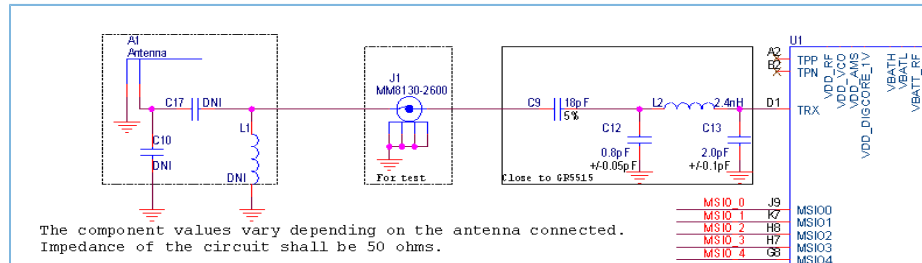 A1
Antenna
C17
DNI
C10
DNI
L1
DNI
J1
MM8130-2600
For test
C9
18pF
5%
C12
0.8pF
+/-0.05pF
L2
2.4nH
C13
2.0pF
+/-0.1pF
Close to GR5515
U1
A2
TPP
B2
TPN
D1
TRX
VDD_RF
VDD_VCO
VDD_AMS
VDD_DIGCORE_1V
VBATH
VBATL
VBATT_RF
MSIO_0
J9
MSIO0
MSIO_1
K7
MSIO1
MSIO_2
H8
MSIO2
MSIO_3
H7
MSIO3
MSIO_4
G8
MSIO4
The component values vary depending on the antenna connected.
Impedance of the circuit shall be 50 ohms.